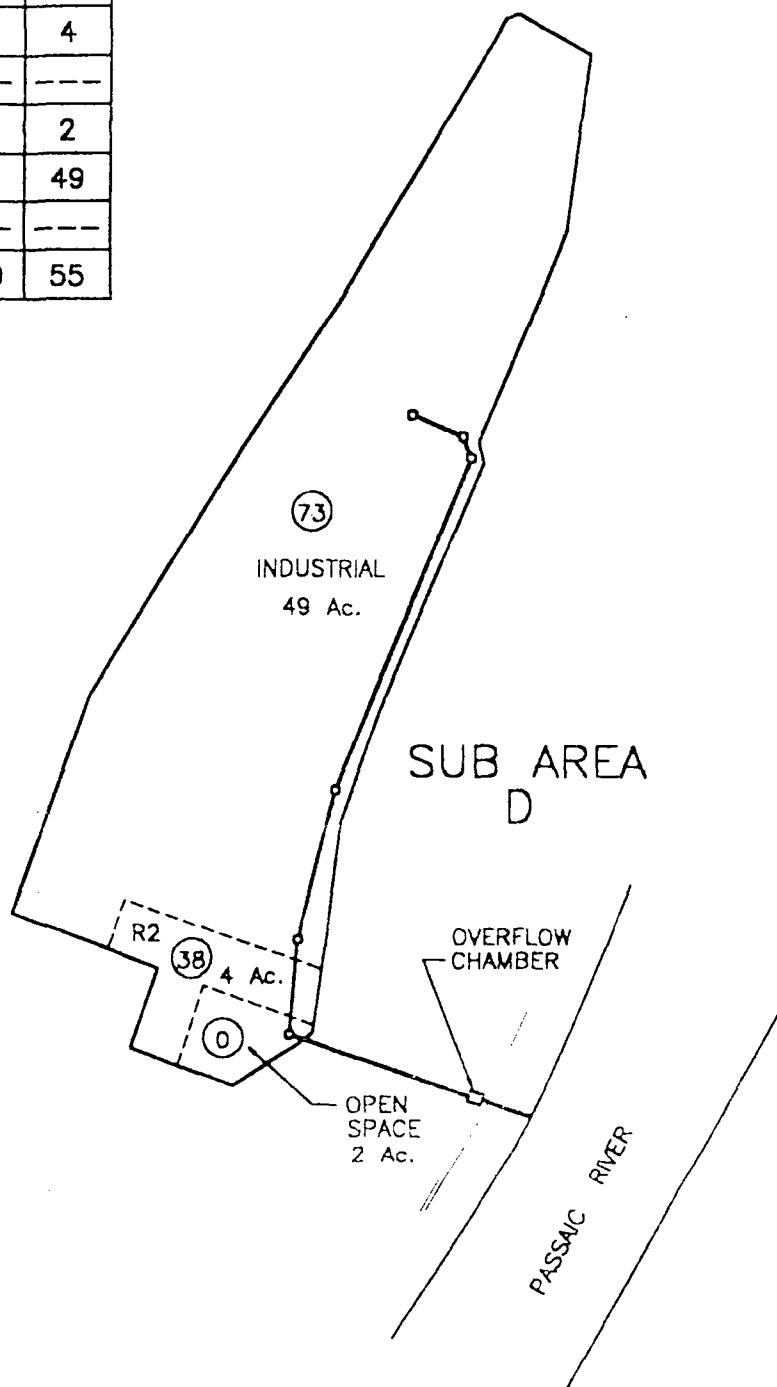 4
- ----
2
49
- ----
55
73
INDUSTRIAL
49 Ac.
SUB AREA
D
R2
38
4 Ac.
0
OVERFLOW
CHAMBER
OPEN
SPACE
2 Ac.
PASSAIC RIVER